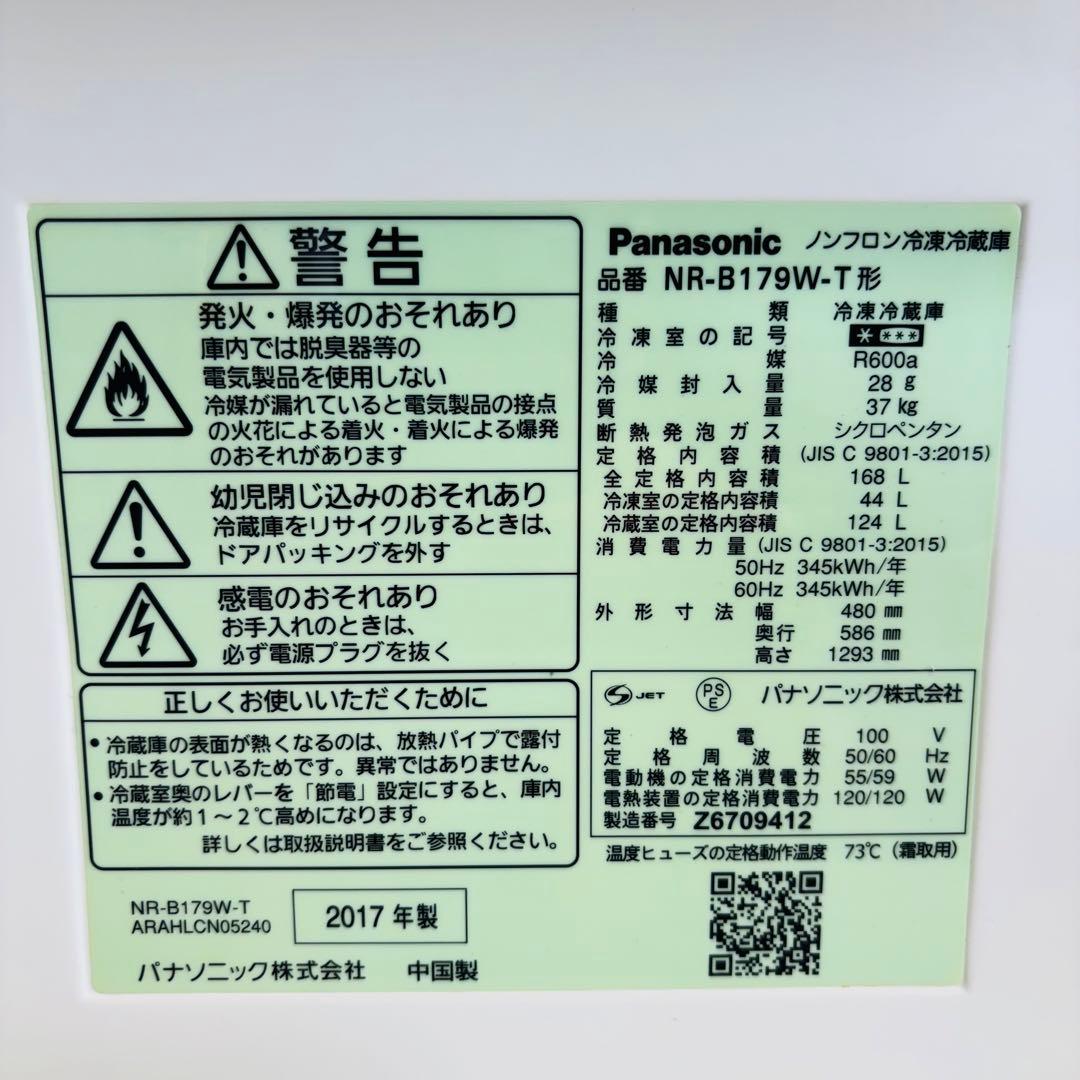 警告
発火・爆発のおそれあり
庫内では脱臭器等の
電気製品を使用しない
冷媒が漏れていると電気製品の接点
の火花による着火・着火による爆発
のおそれがあります
幼児閉じ込みのおそれあり
冷蔵庫をリサイクルするときは、
ドアパッキングを外す
感電のおそれあり
お手入れのときは、
必ず電源プラグを抜く
正しくお使いいただくために
・冷蔵庫の表面が熱くなるのは、放熱パイプで露付
防止をしているためです。異常ではありません。
・冷蔵室奥のレバーを「節電」設定にすると、庫内
温度が約1～2℃高めになります。
詳しくは取扱説明書をご参照ください。
NR-B179W-T
ARAHLCN05240
2017年製
パナソニック株式会社 中国製
Panasonic ノンフロン冷凍冷蔵庫
品番 NR-B179W-T形
種類 冷凍冷蔵庫
冷凍室の記号 * ***
冷媒 R600a
冷媒封入量 28 g
質量 37 kg
断熱発泡ガス シクロペンタン
定格内容積 (JIS C 9801-3:2015)
全定格内容積 168 L
冷凍室の定格内容積 44 L
冷蔵室の定格内容積 124 L
消費電力量 (JIS C 9801-3:2015)
50Hz 345kWh/年
60Hz 345kWh/年
外形寸法 幅 480 mm
奥行 586 mm
高さ 1293 mm
JET PSE パナソニック株式会社
定格電圧 100 V
定格周波数 50/60 Hz
電動機の定格消費電力 55/59 W
電熱装置の定格消費電力 120/120 W
製造番号 Z6709412
温度ヒューズの定格動作温度 73℃(霜取用)